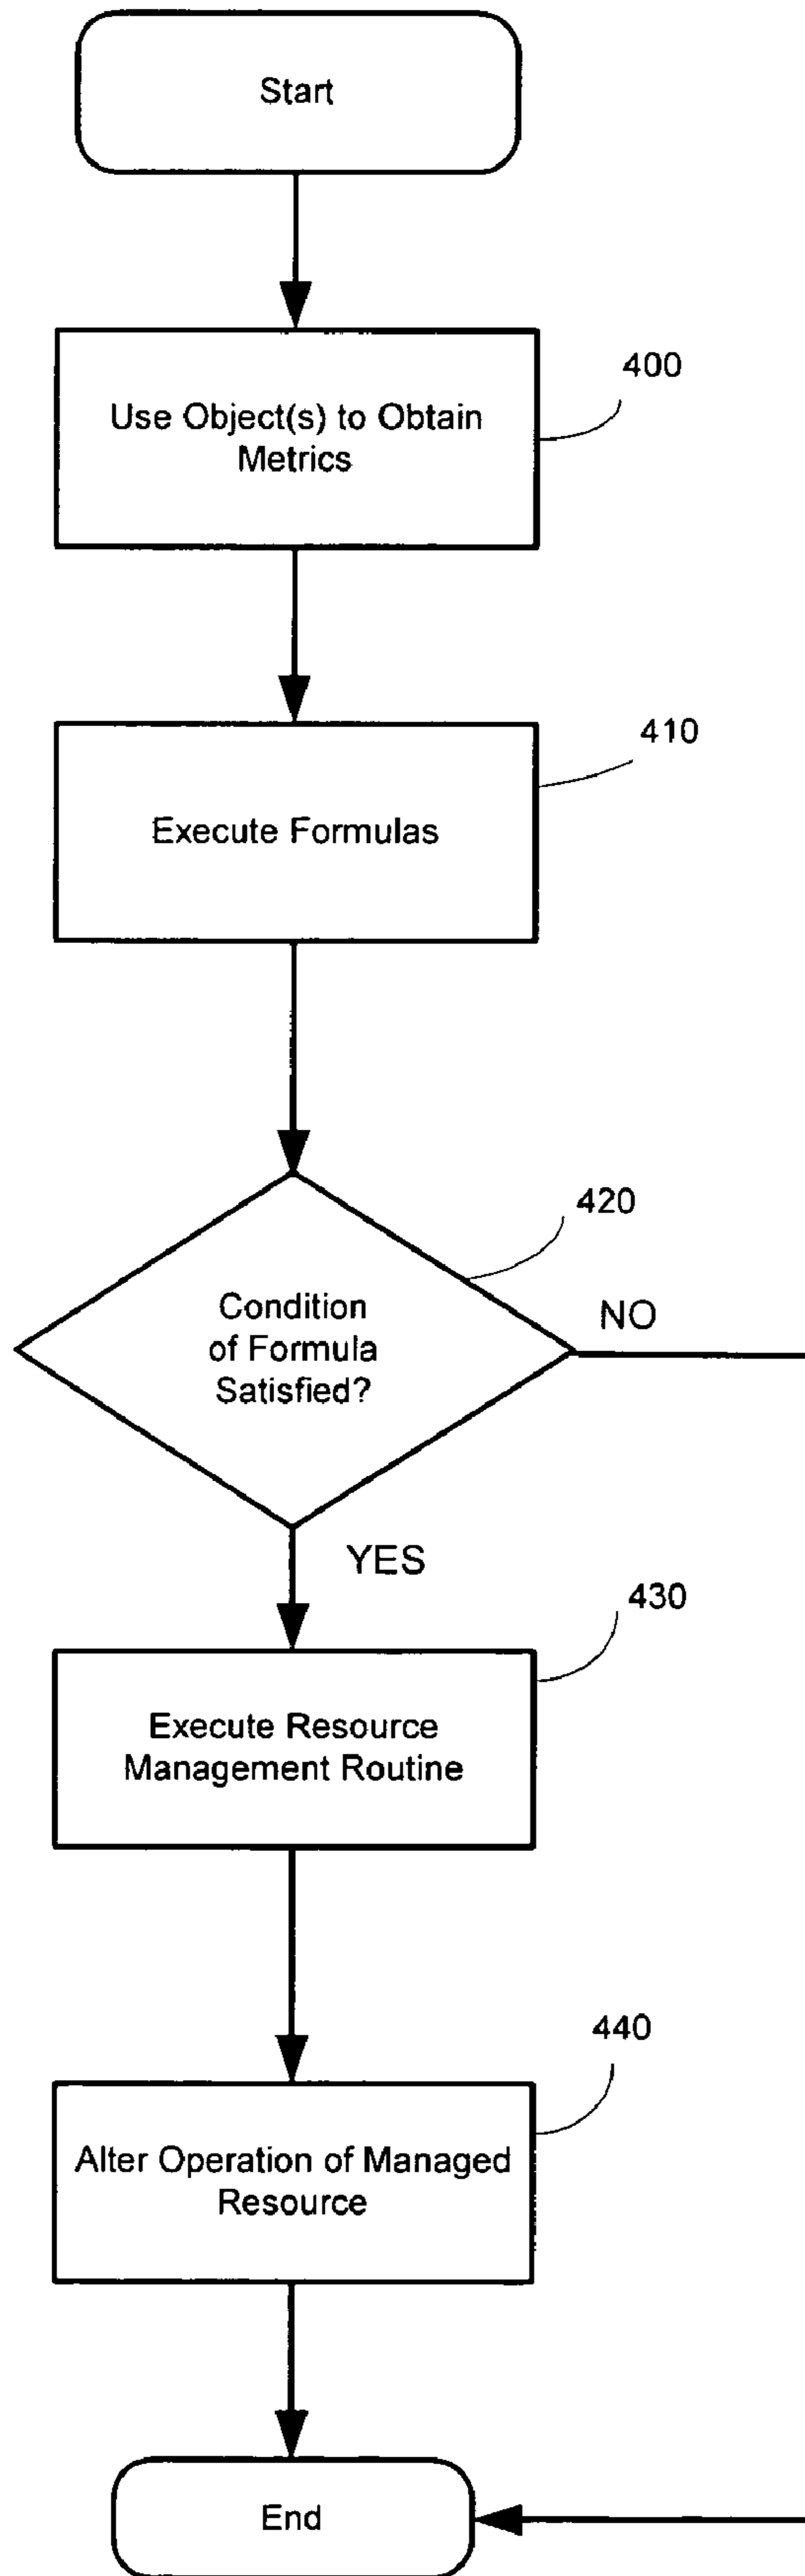 Start
400
Use Object(s) to Obtain
Metrics
410
Execute Formulas
420
Condition
of Formula
Satisfied?
NO
YES
430
Execute Resource
Management Routine
440
Alter Operation of Managed
Resource
End